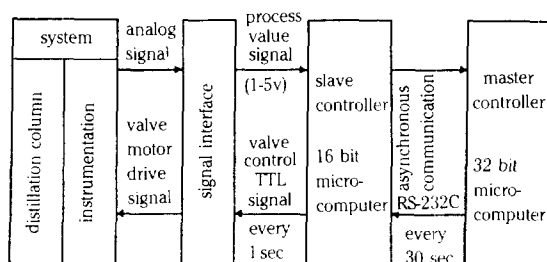 system
distillation column
instrumentation
analog
signal
valve
motor
drive
signal
signal interface
process
value
signal
(1-5v)
valve
control
TTL
signal
every
1 sec
slave
controller
16 bit
micro-
computer
asynchronous
communication
RS-232C
every
30 sec
master
controller
32 bit
micro-
computer